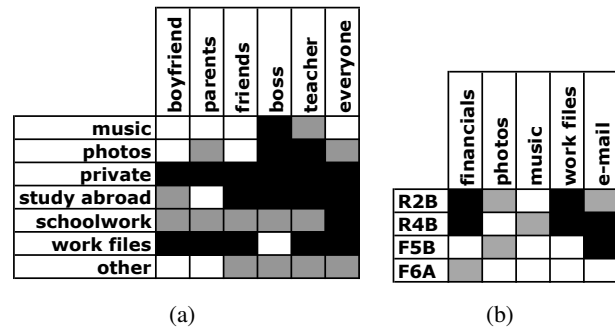 boyfriend
parents
friends
boss
teacher
everyone
music
photos
private
study abroad
schoolwork
work files
other
(a)
financials
photos
music
work files
e-mail
R2B
R4B
F5B
F6A
(b)